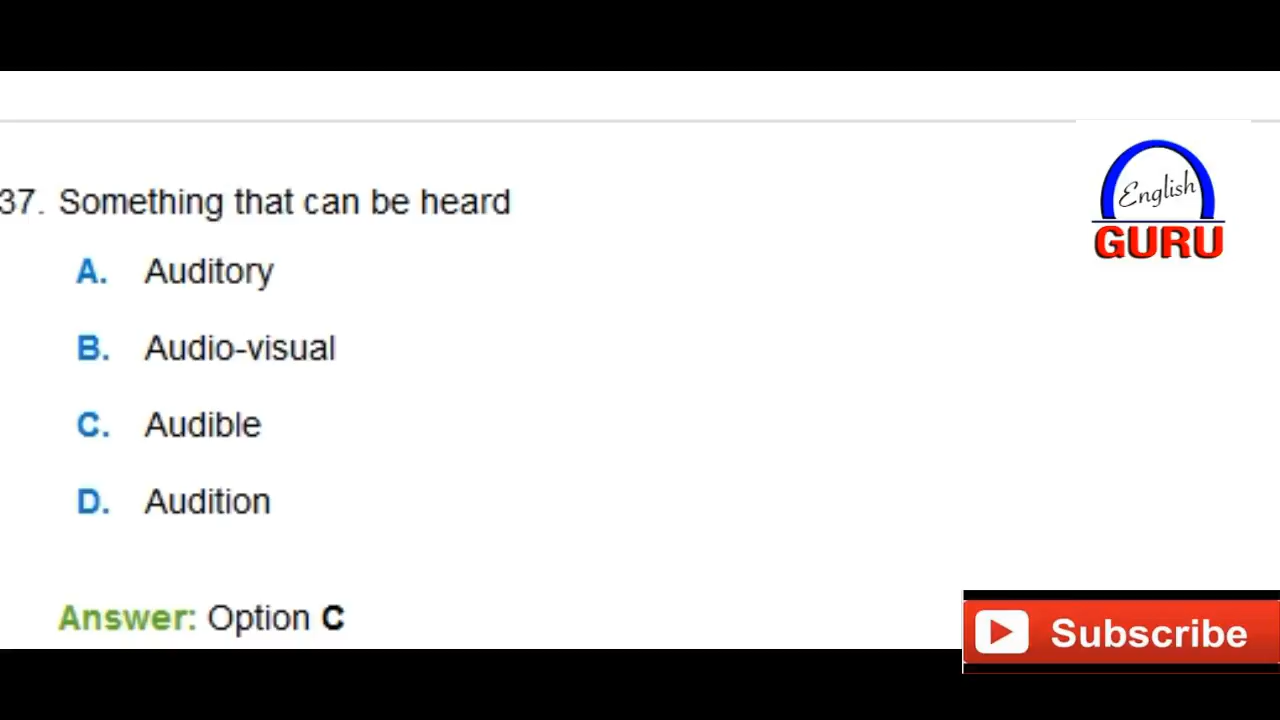 37. Something that can be heard
English
GURU
A. Auditory
B. Audio-visual
C. Audible
D. Audition
Answer: Option C
Subscribe